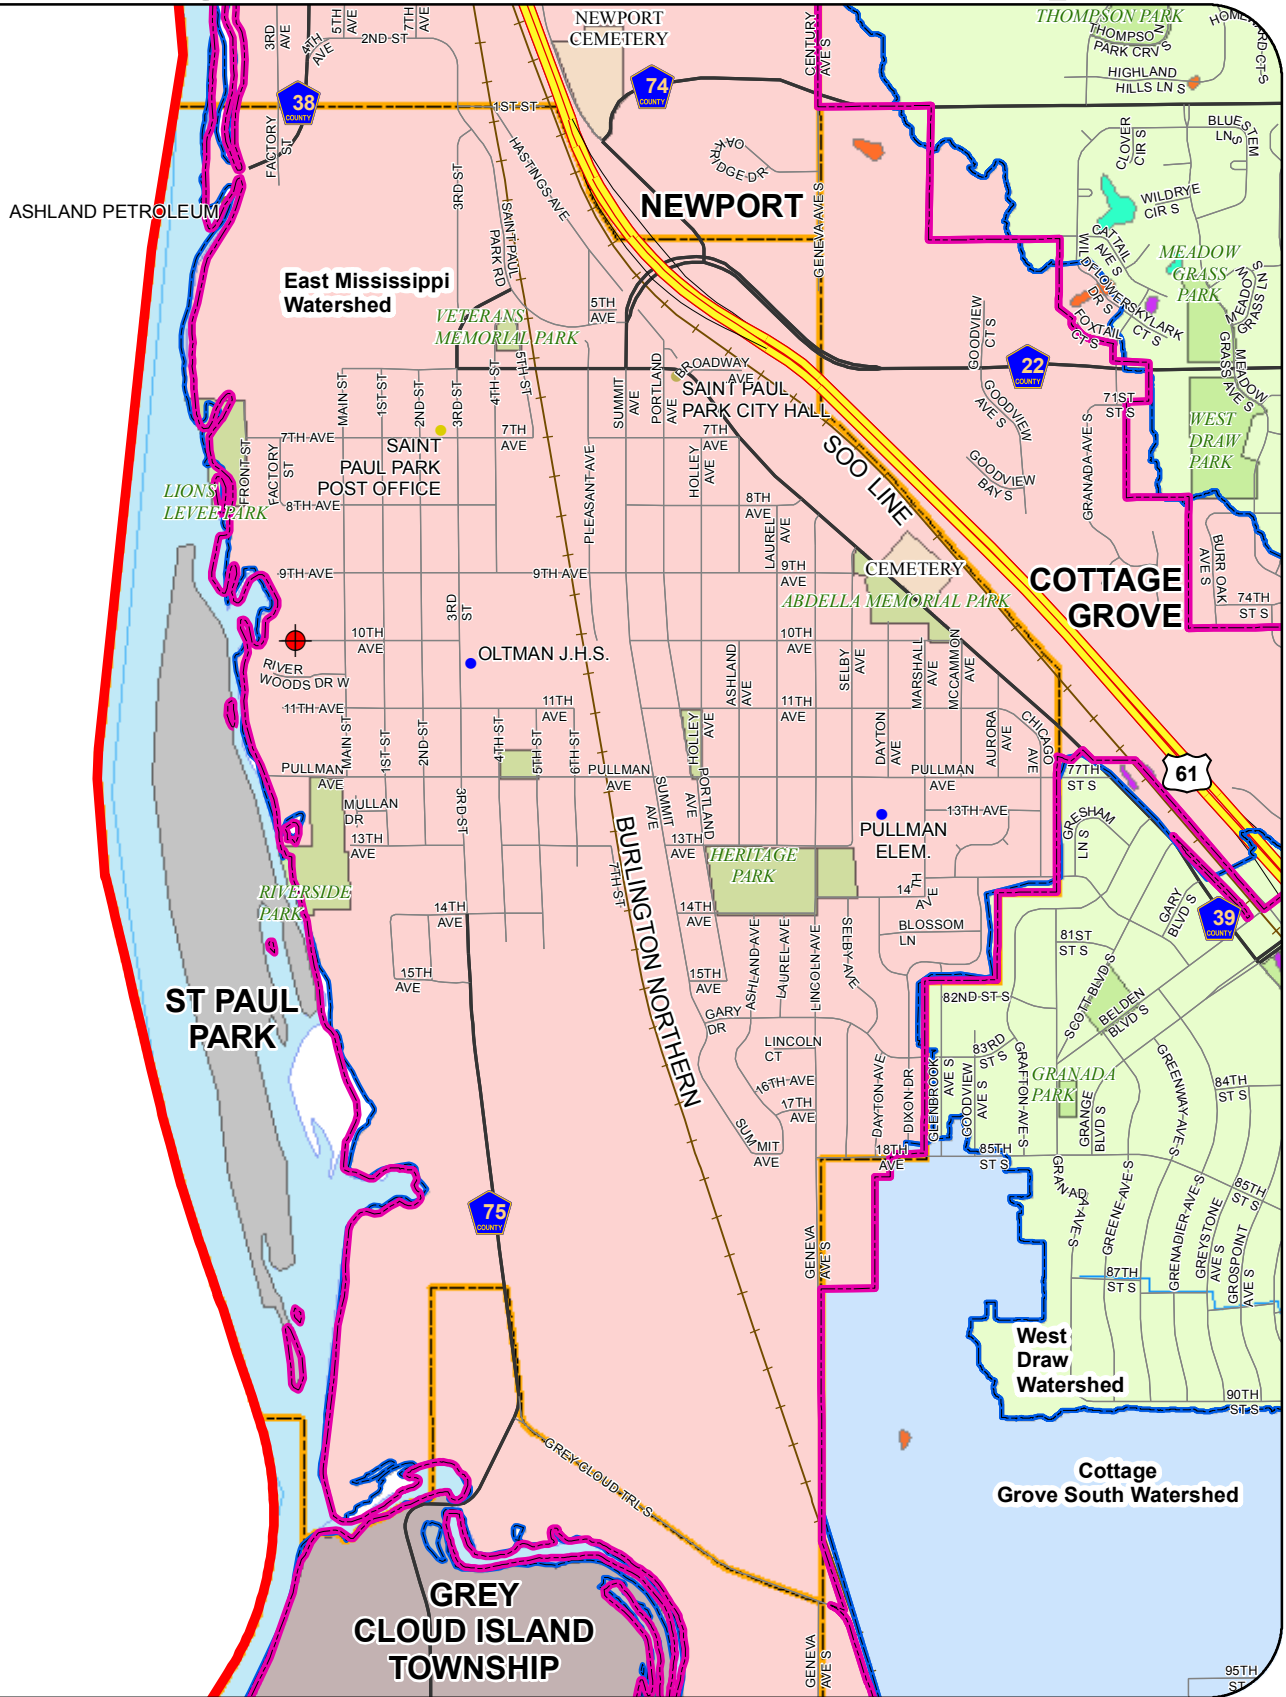 NEWPORT
CEMETERY
THOMPSON PARK
THOMPSO N
PARK CRV S
HIGHLAND
HILLS LN S
3RD
AVE
4TH
AVE
5TH
AVE
7TH
AVE
2ND ST
CENTURY
AVE S
38
COUNTY
74
COUNTY
1ST ST
FACTORY
ST
HASTINGS AVE
3RD ST
OAK
RIDGE DR
CLOVER
CIR S
BLUESTEM
LN S
WILDRYE
CIR S
ASHLAND PETROLEUM
NEWPORT
SAINT PAUL
PARK RD
GENEVA AVE S
CATTAIL
AVE S
WILDFLOWER
DR S
MEADOW
GRASS
PARK
MEADOW
GRASS LN S
East Mississippi
Watershed
VETERANS
MEMORIAL PARK
5TH
AVE
SKYLARK
CT S
FOXTAIL
CT S
GOODVIEW
CT S
22
COUNTY
MEADOW
GRASS AVE S
BROADWAY
AVE
SAINT PAUL
PARK CITY HALL
MAIN ST
1ST ST
2ND ST
3RD ST
4TH ST
5TH ST
SUMMIT
AVE
PORTLAND
AVE
GOODVIEW
AVE S
71ST
ST S
WEST
DRAW
PARK
7TH AVE
SAINT
PAUL PARK
POST OFFICE
7TH
AVE
7TH
AVE
SOO LINE
GOODVIEW
BAY S
GRANADA AVE S
LIONS
LEVEE PARK
FRONT ST
FACTORY
ST
8TH AVE
PLEASANT AVE
HOLLEY
AVE
8TH
AVE
LAUREL
AVE
BURR OAK
AVE S
9TH AVE
9TH AVE
9TH
AVE
CEMETERY
COTTAGE
GROVE
ABDELLA MEMORIAL PARK
74TH
ST S
3RD
ST
10TH
AVE
10TH
AVE
OLTMAN J.H.S.
RIVER
WOODS DR W
ASHLAND
AVE
SELBY
AVE
MARSHALL
AVE
MCCAMMON
AVE
11TH AVE
11TH
AVE
11TH
AVE
MAIN ST
1ST ST
2ND ST
4TH ST
5TH ST
6TH ST
HOLLEY
AVE
PORTLAND
AVE
DAYTON
AVE
AURORA
AVE
CHICAGO
AVE
PULLMAN
AVE
PULLMAN
AVE
PULLMAN
AVE
77TH
ST S
61
MULLAN
DR
3RD ST
SUMMIT
AVE
13TH AVE
13TH
AVE
13TH
AVE
PULLMAN
ELEM.
GRESHAM
LN S
BURLINGTON NORTHERN
HERITAGE
PARK
RIVERSIDE
PARK
7TH ST
14TH
AVE
14TH
AVE
14TH
AVE
BLOSSOM
LN
GARY
BLVD S
39
COUNTY
81ST
ST S
15TH
AVE
15TH
AVE
ASHLAND AVE
LAUREL AVE
LINCOLN AVE
SELBY AVE
SCOTT BLVD S
BELDEN
BLVD S
82ND ST S
ST PAUL
PARK
GARY
DR
LINCOLN
CT
83RD
ST S
GRAFTON AVE S
GRANADA
PARK
GREENWAY AVE S
84TH
ST S
16TH AVE
17TH
AVE
DAYTON AVE
DIXON DR
GLENBROOK
AVE S
GOODVIEW
AVE S
GRANGE
BLVD S
SUMMIT
AVE
18TH
AVE
85TH
ST S
85TH
ST S
75
COUNTY
GENEVA
AVE S
GRANADA AVE S
GREENE AVE S
GRENADIER AVE S
GREYSTONE
AVE S
GROSPOINT
AVE S
87TH
ST S
West
Draw
Watershed
90TH
ST S
GREY CLOUD TRL S
Cottage
Grove South Watershed
GREY
CLOUD ISLAND
TOWNSHIP
GENEVA
AVE S
95TH
ST